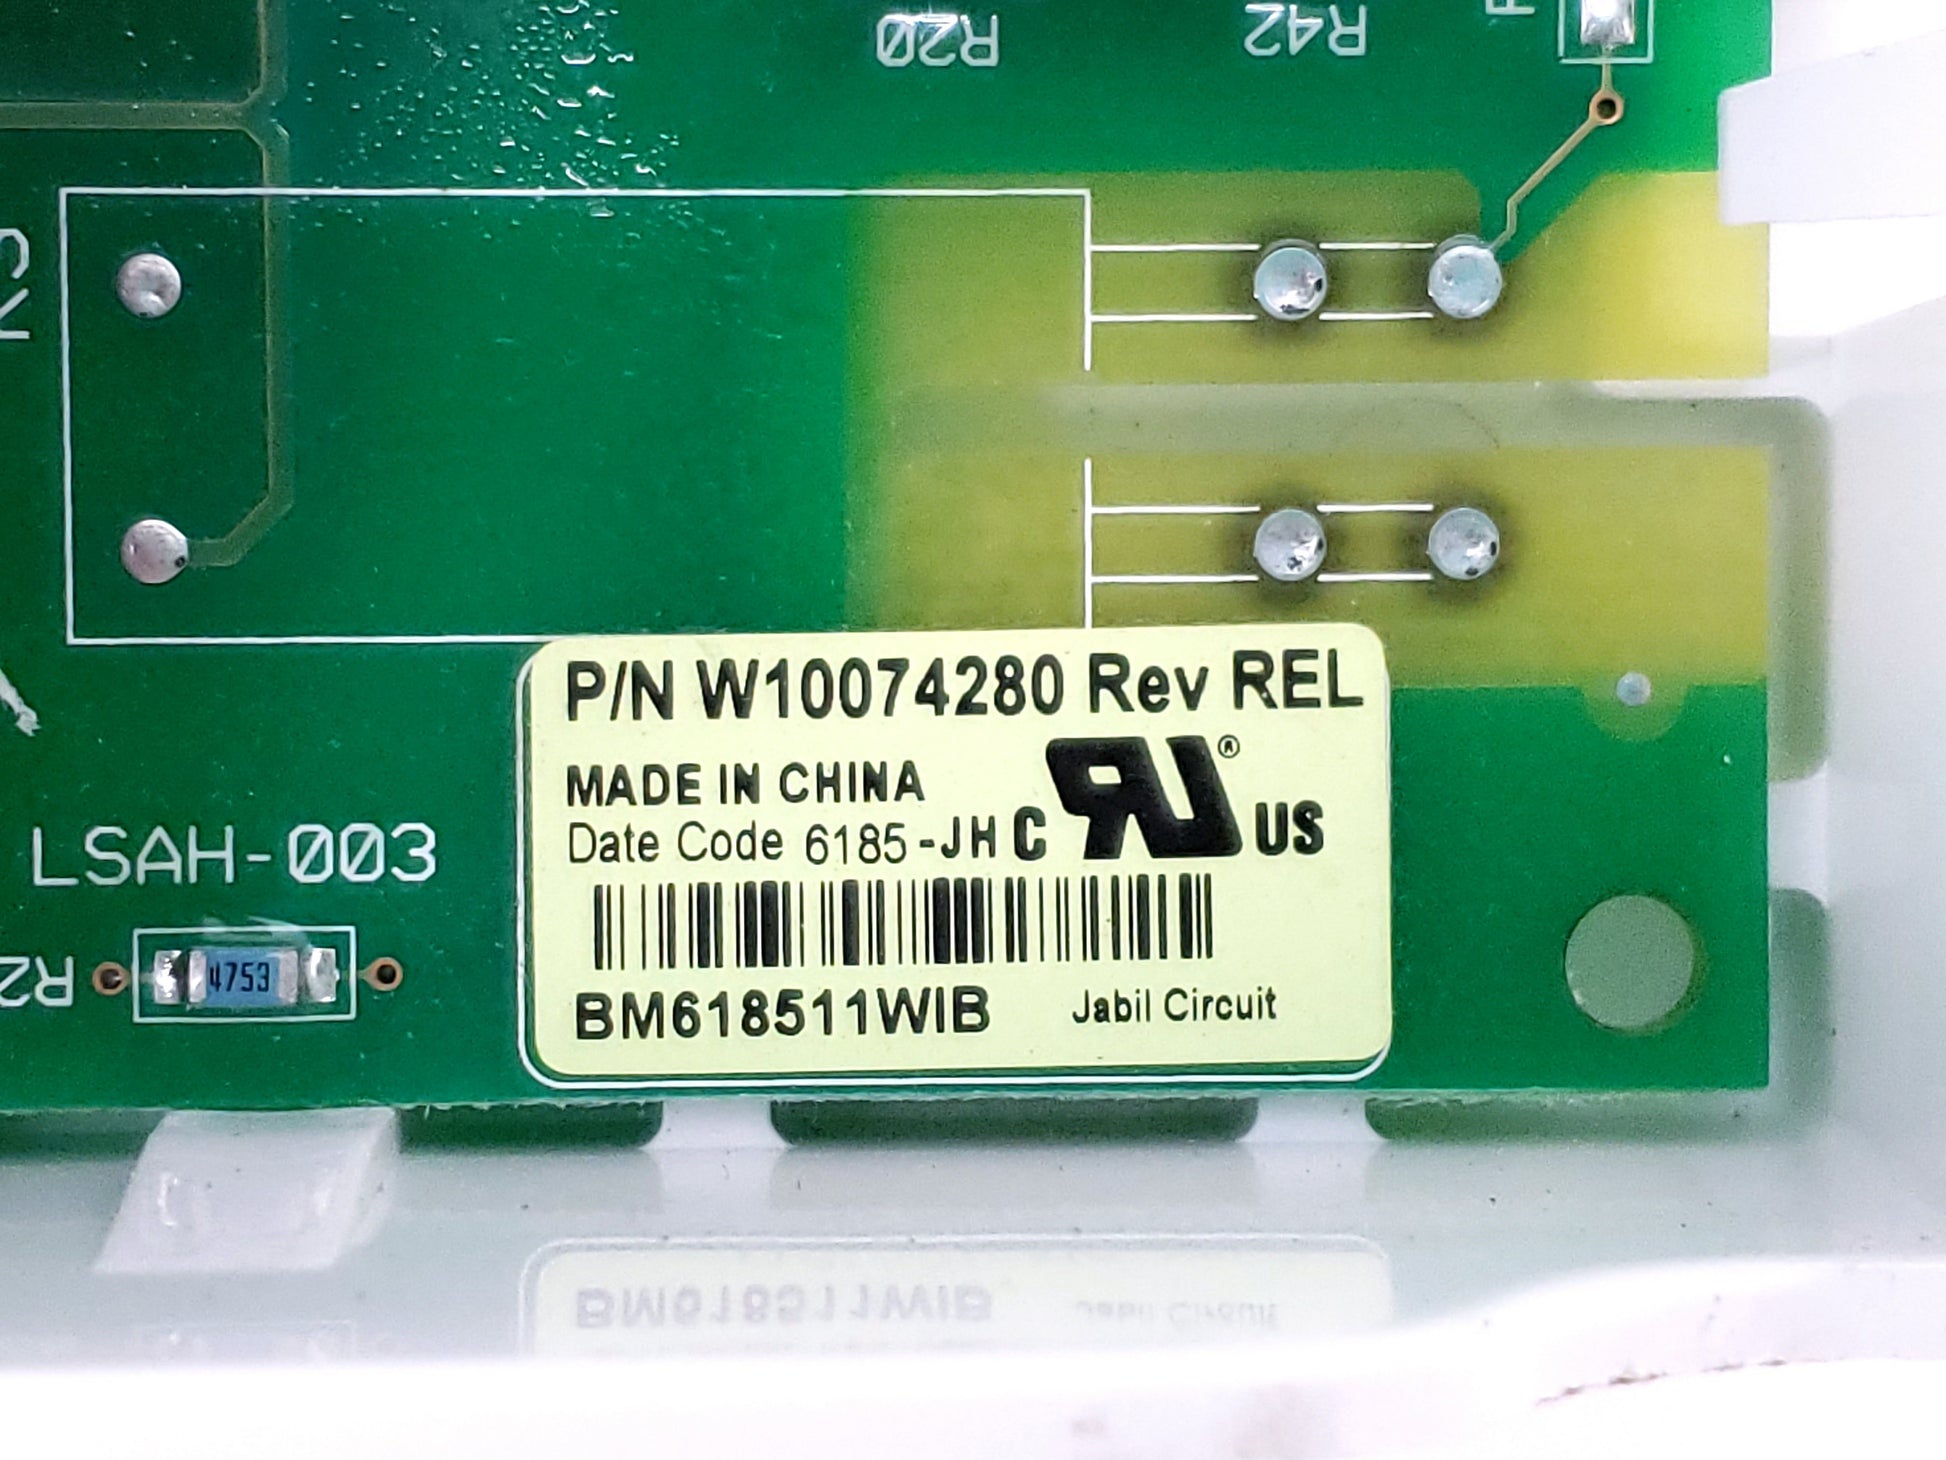 R20
R42
P/N W10074280 Rev REL
MADE IN CHINA
Date Code 6185-JH C UR® US
LSAH-003
4753
BM618511WIB Jabil Circuit